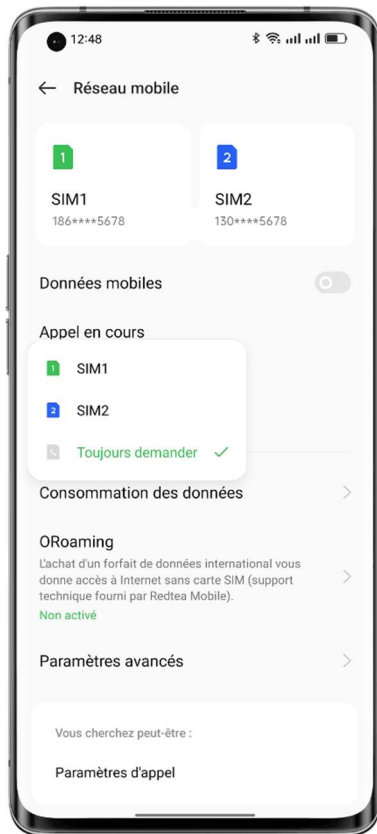 12:48
Réseau mobile
1
2
SIM1
SIM2
186****5678
130****5678
Données mobiles
Appel en cours
1 SIM1
2 SIM2
Toujours demander
Consommation des données
ORoaming
L'achat d'un forfait de données international vous
donne accès à Internet sans carte SIM (support
technique fourni par Redtea Mobile).
Non activé
Paramètres avancés
Vous cherchez peut-être :
Paramètres d'appel